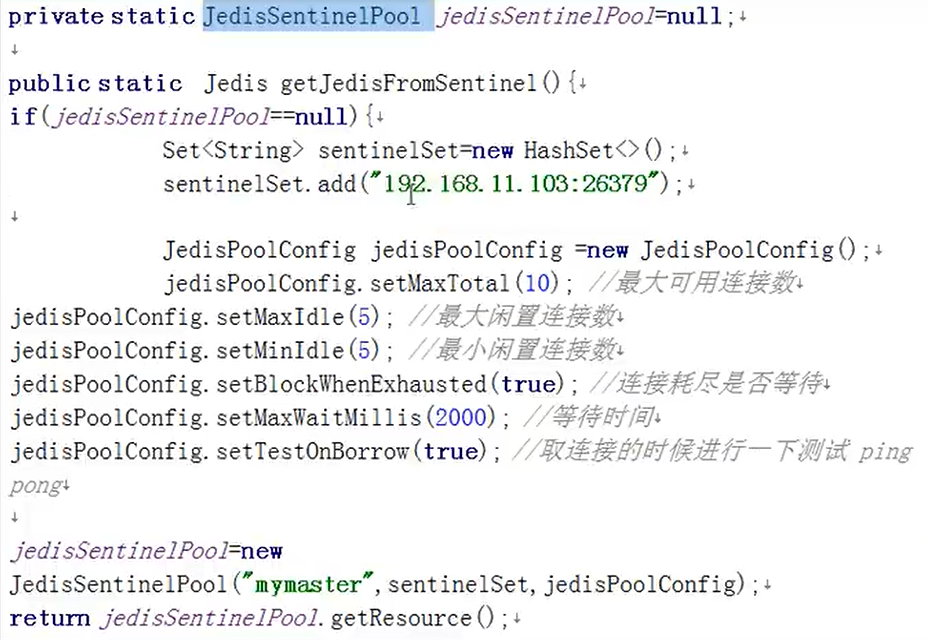 private static JedisSentinelPool jedisSentinelPool=null;↓
↓
public static  Jedis getJedisFromSentinel(){↓
if(jedisSentinelPool==null){↓
Set<String> sentinelSet=new HashSet<>();↓
sentinelSet.add("192.168.11.103:26379");↓
↓
JedisPoolConfig jedisPoolConfig =new JedisPoolConfig();↓
jedisPoolConfig.setMaxTotal(10); //最大可用连接数↓
jedisPoolConfig.setMaxIdle(5); //最大闲置连接数↓
jedisPoolConfig.setMinIdle(5); //最小闲置连接数↓
jedisPoolConfig.setBlockWhenExhausted(true); //连接耗尽是否等待↓
jedisPoolConfig.setMaxWaitMillis(2000); //等待时间↓
jedisPoolConfig.setTestOnBorrow(true); //取连接的时候进行一下测试 ping
pong↓
↓
jedisSentinelPool=new
JedisSentinelPool("mymaster",sentinelSet,jedisPoolConfig);↓
return jedisSentinelPool.getResource();↓